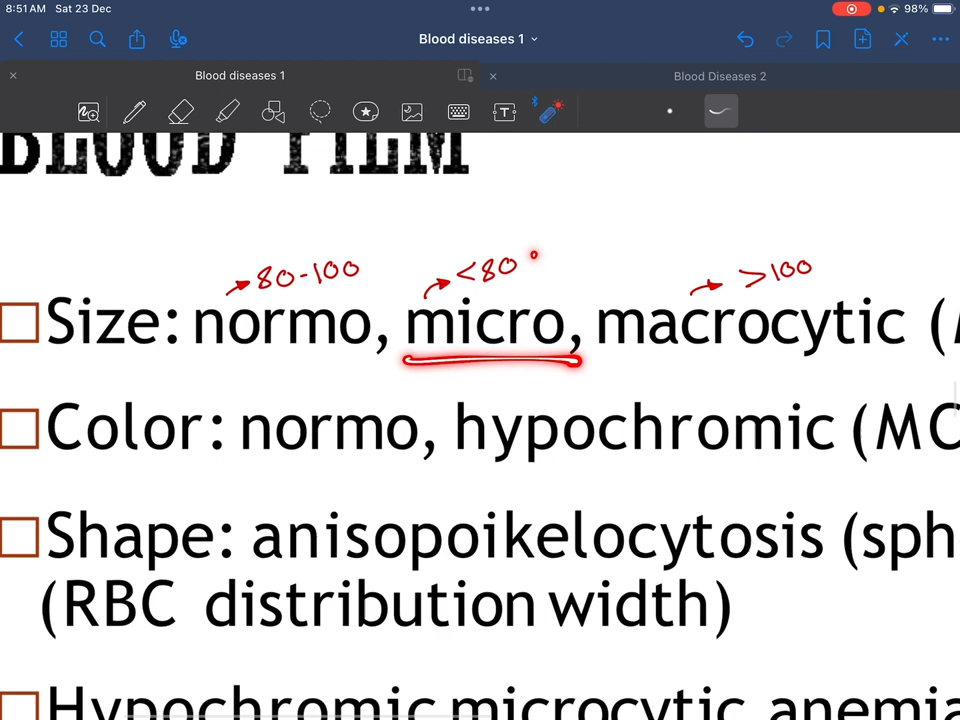 8:51 AM Sat 23 Dec 98%
Blood diseases 1
Blood diseases 1 Blood Diseases 2
BLOOD FILM
80-100 <80 >100
Size: normo, micro, macrocytic (
Color: normo, hypochromic (MC
Shape: anisopoikelocytosis (sph
(RBC distribution width)
Hypochromic microcytic anemia